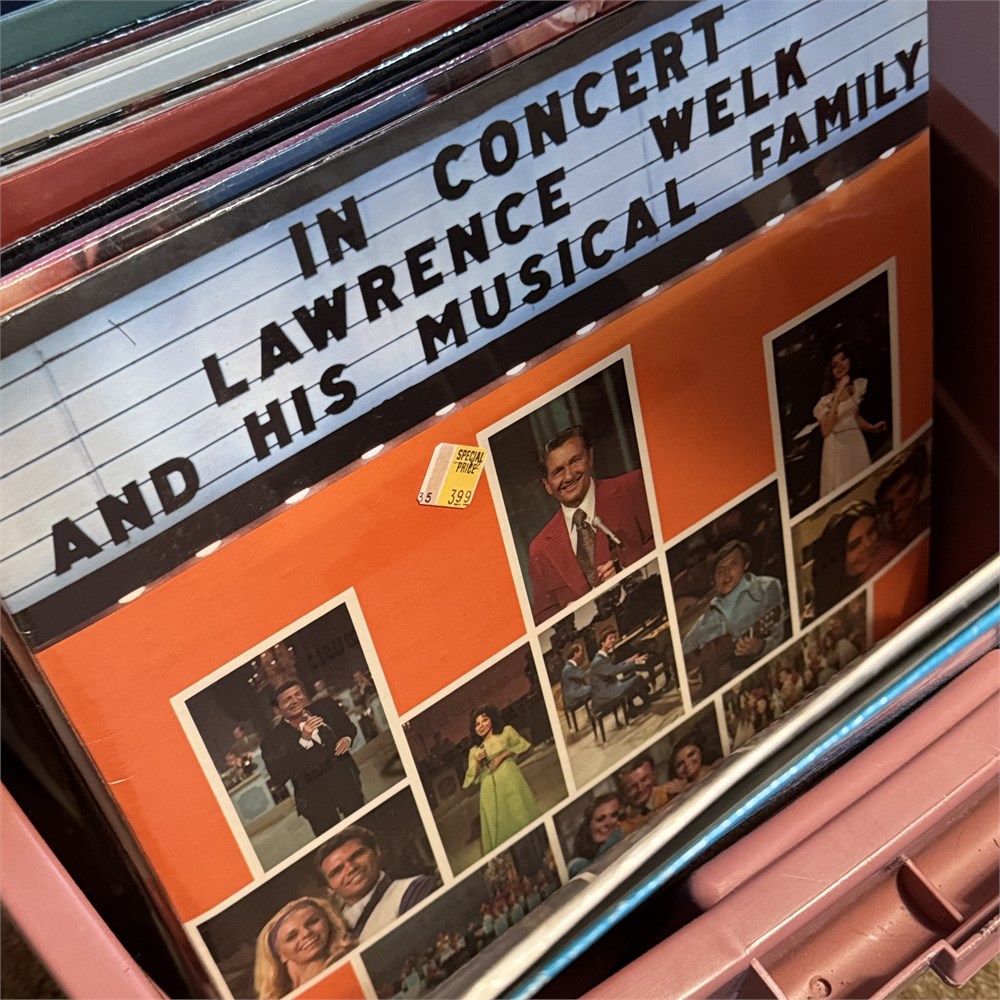 IN CONCERT
LAWRENCE WELK
AND HIS MUSICAL FAMILY
SPECIAL
PRICE
35 399